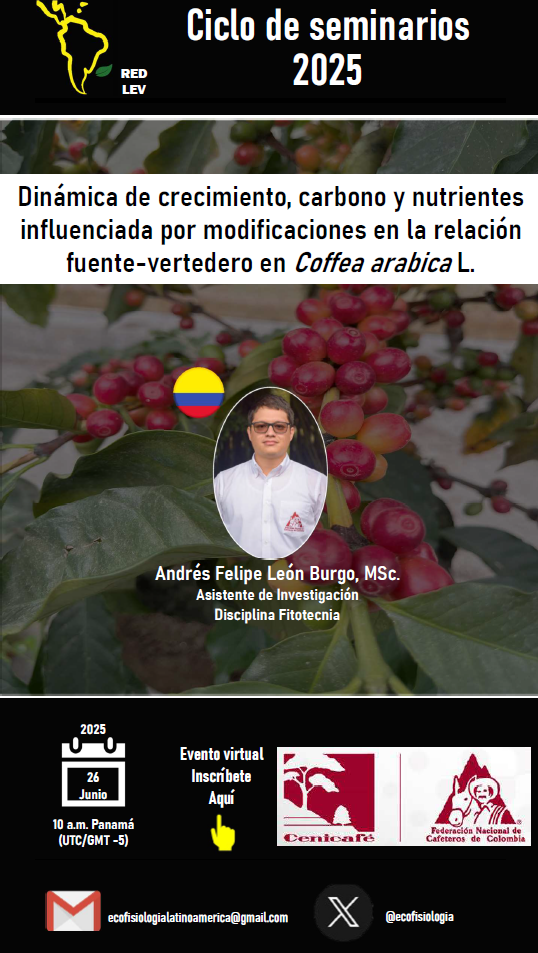 Ciclo de seminarios
2025
RED
LEV
Dinámica de crecimiento, carbono y nutrientes
influenciada por modificaciones en la relación
fuente-vertedero en Coffea arabica L.
Andrés Felipe León Burgo, MSc.
Asistente de Investigación
Disciplina Fitotecnia
2025
26
Junio
10 a.m. Panamá
(UTC/GMT -5)
Evento virtual
Inscríbete
Aquí
Cenicafé
Federación Nacional de
Cafeteros de Colombia
®
ecofisiologialatinoamerica@gmail.com
@ecofisiologia